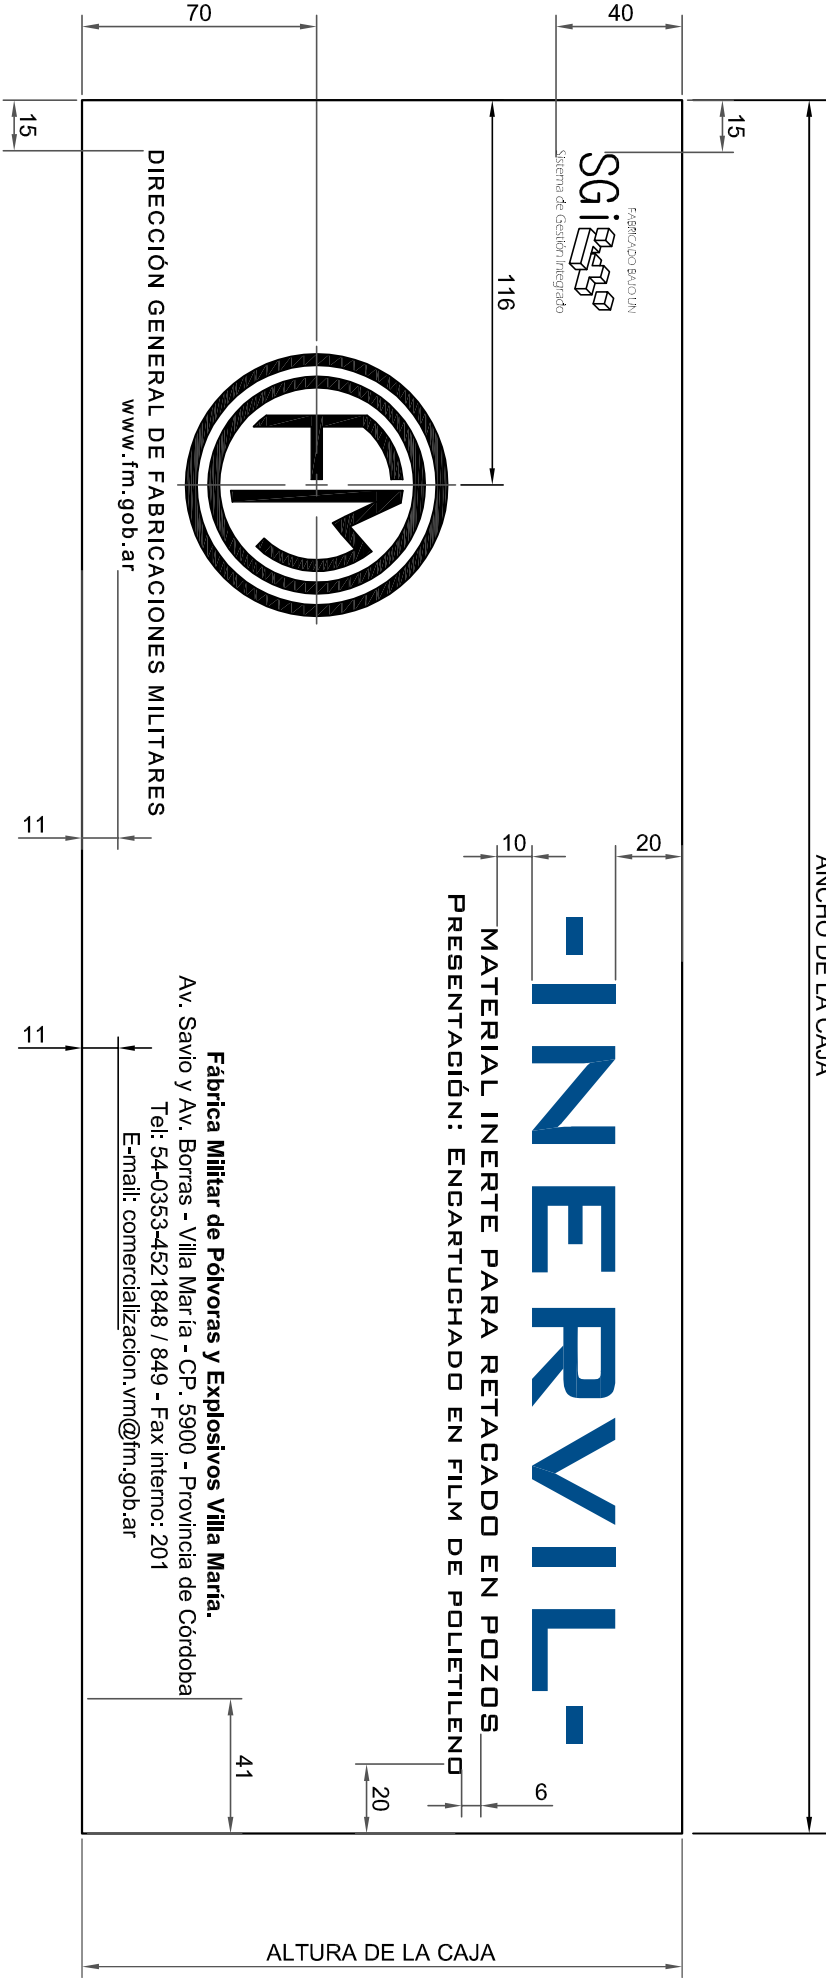 ANCHO DE LA CAJA
ALTURA DE LA CAJA
40
15
70
15
116
FABRICADO BAJO UN
SGi
Sistema de Gestión Integrado
FM
DIRECCIÓN GENERAL DE FABRICACIONES MILITARES
www.fm.gob.ar
11
20
10
-INERVIL-
MATERIAL INERTE PARA RETACADO EN POZOS
PRESENTACIÓN: ENCARTUCHADO EN FILM DE POLIETILENO
6
20
Fábrica Militar de Pólvoras y Explosivos Villa María.
Av. Savio y Av. Borras - Villa María - CP. 5900 - Provincia de Córdoba
Tel: 54-0353-4521848 / 849 - Fax interno: 201
E-mail: comercializacion.vm@fm.gob.ar
41
11